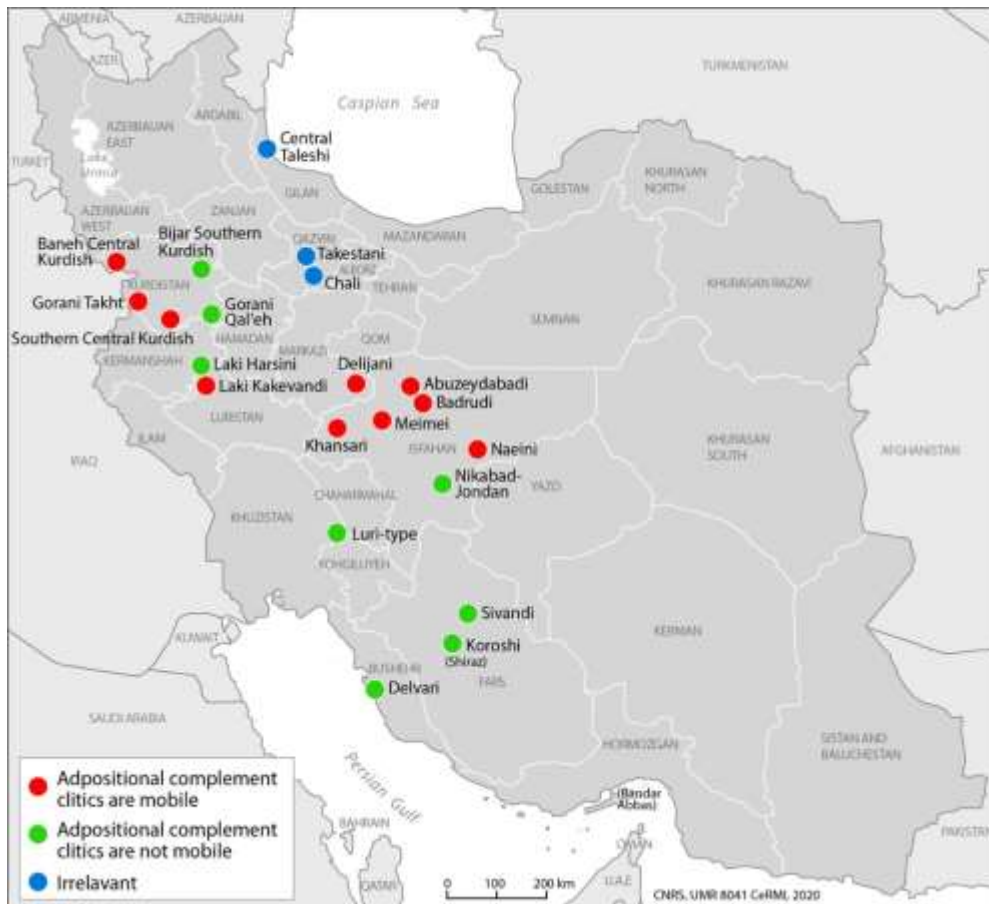 ARMENIA
AZERBAIJAN
AZER.
TURKMENISTAN
Caspian Sea
ARDABIL
AZERBAIJAN
EAST
Central
Taleshi
TURKEY
Lake
Urmia
KHURASAN
NORTH
GOLESTAN
GILAN
AZERBAIJAN
WEST
ZANJAN
MAZANDARAN
Baneh Central
Kurdish
Bijar Southern
Kurdish
QAZVIN
Takestani
ALBORZ
Chali
TEHRAN
KHURASAN RAZAVI
KURDISTAN
Gorani Takht
Gorani
Qal'eh
SEMNAN
Southern Central Kurdish
HAMADAN
MARKAZI
QOM
KERMANSHAH
Laki Harsini
Delijani
Laki Kakevandi
Abuzeydabadi
Badrudi
LURISTAN
Meimei
Khansari
ISFAHAN
Naeini
ILAM
KHURASAN
SOUTH
AFGHANISTAN
IRAQ
Nikabad-
Jondan
YAZD
CHAHARMAHAL
KHUZISTAN
Luri-type
KOHGILUYEH
Sivandi
KERMAN
KUWAIT
Koroshi
(Shiraz)
BUSHEHR
FARS
Delvari
SAUDI ARABIA
HORMOZGAN
SISTAN AND
BALUCHESTAN
Persian Gulf
Adpositional complement
clitics are mobile
Adpositional complement
clitics are not mobile
Irrelavant
(Bandar
Abbas)
BAHRAIN
OMAN
PAKISTAN
QATAR
U.A.E
0 100 200 km
CNRS, UMR 8041 CeRMI, 2020